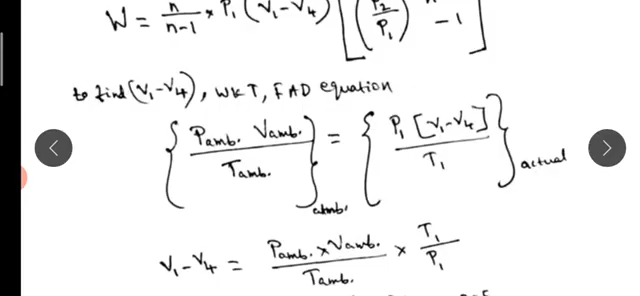 W = n/n-1 × P₁ (V₁-V₄) [(P₂/P₁) -1]
to find (V₁-V₄), WKT, FAD equation
{Pamb. Vamb./Tamb.}amb. = {P₁ [V₁-V₄]/T₁}actual
V₁-V₄ = Pamb. × Vamb./Tamb. × T₁/P₁